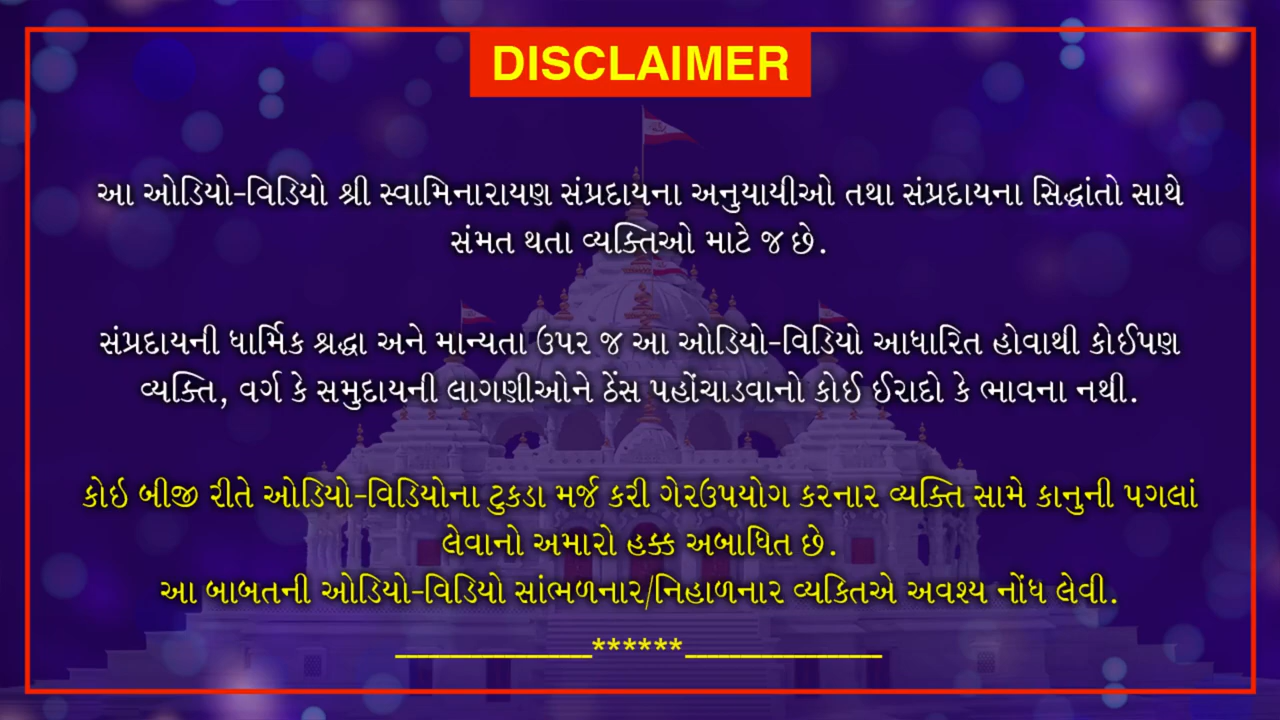 DISCLAIMER
આ ઓડિયો-વિડિયો શ્રી સ્વામિનારાયણ સંપ્રદાયના અનુયાયીઓ તથા સંપ્રદાયના સિદ્ધાંતો સાથે
સંમત થતા વ્યક્તિઓ માટે જ છે.
સંપ્રદાયની ધાર્મિક શ્રદ્ધા અને માન્યતા ઉપર જ આ ઓડિયો-વિડિયો આધારિત હોવાથી કોઈપણ
વ્યક્તિ, વર્ગ કે સમુદાયની લાગણીઓને ઠેંસ પહોંચાડવાનો કોઈ ઈરાદો કે ભાવના નથી.
કોઇ બીજી રીતે ઓડિયો-વિડિયોના ટુકડા મર્જ કરી ગેરઉપયોગ કરનાર વ્યક્તિ સામે કાનુની પગલાં
લેવાનો અમારો હક્ક અબાધિત છે.
આ બાબતની ઓડિયો-વિડિયો સાંભળનાર/નિહાળનાર વ્યકિતએ અવશ્ય નોંધ લેવી.
______________******______________